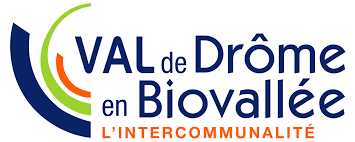 VAL de Drôme
en Biovallée
L'INTERCOMMUNALITÉ